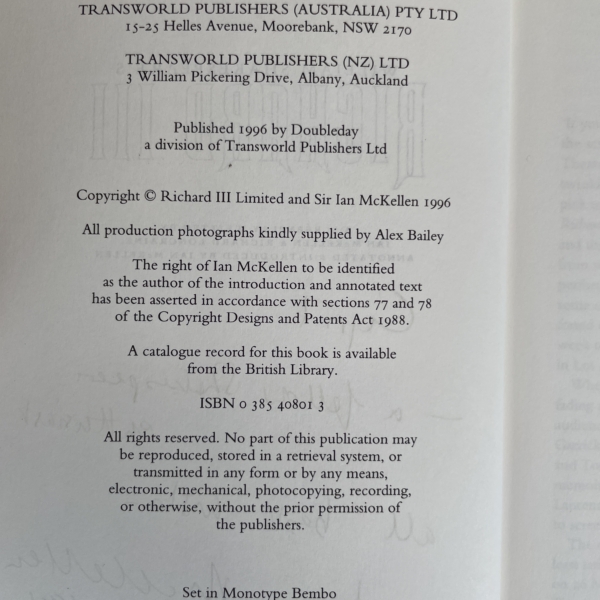 TRANSWORLD PUBLISHERS (AUSTRALIA) PTY LTD
15-25 Helles Avenue, Moorebank, NSW 2170
TRANSWORLD PUBLISHERS (NZ) LTD
3 William Pickering Drive, Albany, Auckland
Published 1996 by Doubleday
a division of Transworld Publishers Ltd
Copyright © Richard III Limited and Sir Ian McKellen 1996
All production photographs kindly supplied by Alex Bailey
The right of Ian McKellen to be identified
as the author of the introduction and annotated text
has been asserted in accordance with sections 77 and 78
of the Copyright Designs and Patents Act 1988.
A catalogue record for this book is available
from the British Library.
ISBN 0 385 40801 3
All rights reserved. No part of this publication may
be reproduced, stored in a retrieval system, or
transmitted in any form or by any means,
electronic, mechanical, photocopying, recording,
or otherwise, without the prior permission of
the publishers.
Set in Monotype Bembo